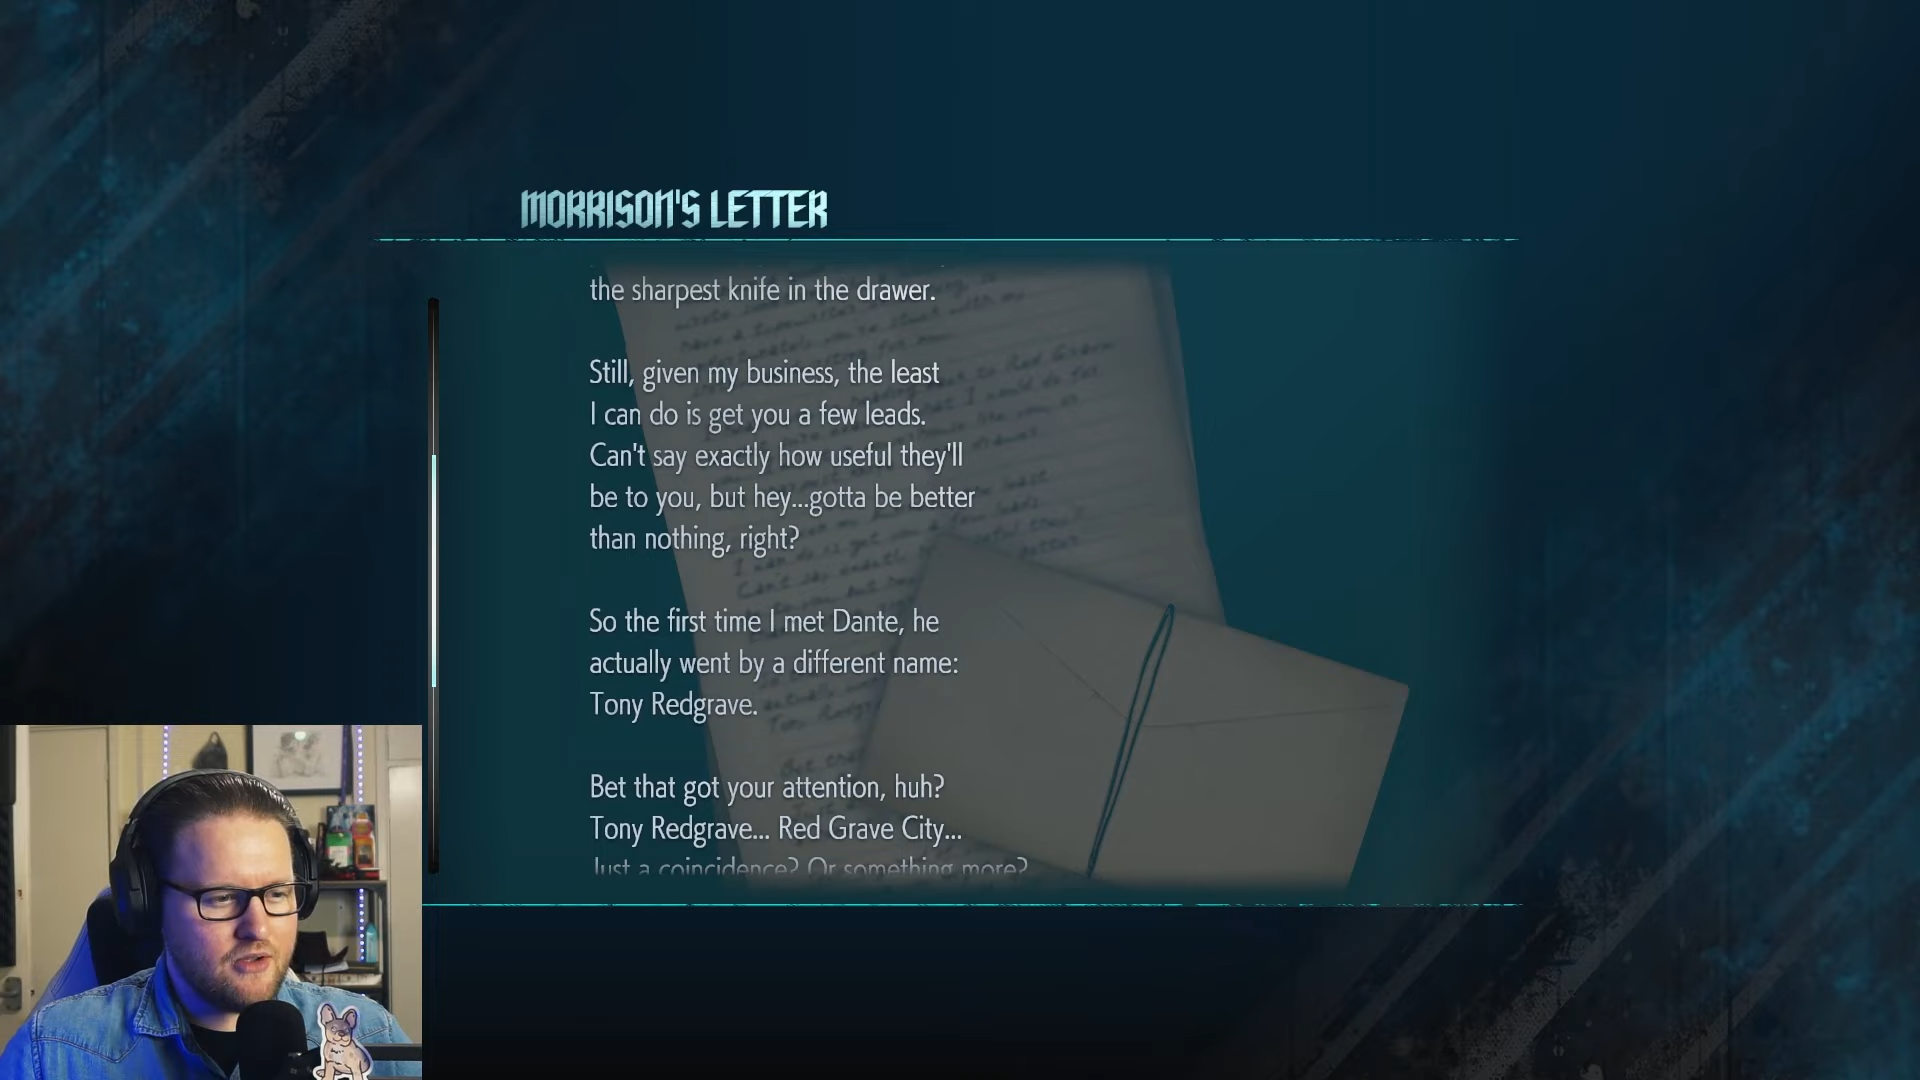 MORRISON'S LETTER
the sharpest knife in the drawer.
Still, given my business, the least
I can do is get you a few leads.
Can't say exactly how useful they'll
be to you, but hey...gotta be better
than nothing, right?
So the first time I met Dante, he
actually went by a different name:
Tony Redgrave.
Bet that got your attention, huh?
Tony Redgrave... Red Grave City...
Just a coincidence? Or something more?